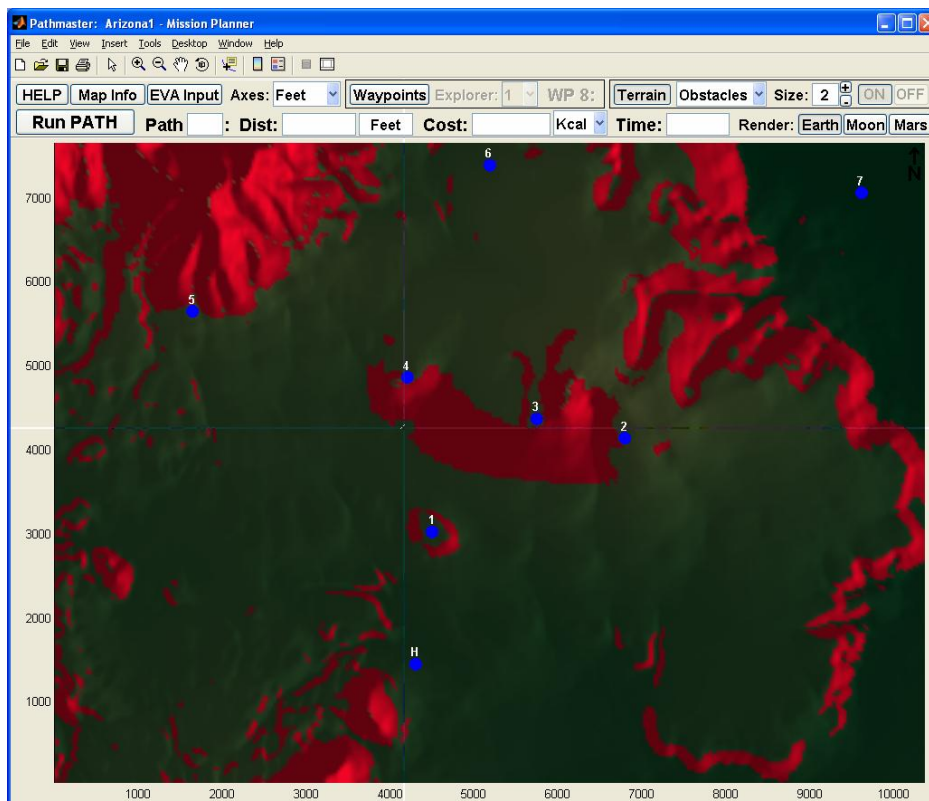 Pathmaster: Arizona1 - Mission Planner
File Edit View Insert Tools Desktop Window Help
HELP Map Info EVA Input Axes: Feet Waypoints Explorer: 1 WP 8: Terrain Obstacles Size: 2 + - ON OFF
Run PATH Path : Dist: Feet Cost: Kcal Time: Render: Earth Moon Mars
N
6
7
7000
6000
5
5000
4
3
2
4000
1
3000
2000
H
1000
1000 2000 3000 4000 5000 6000 7000 8000 9000 10000